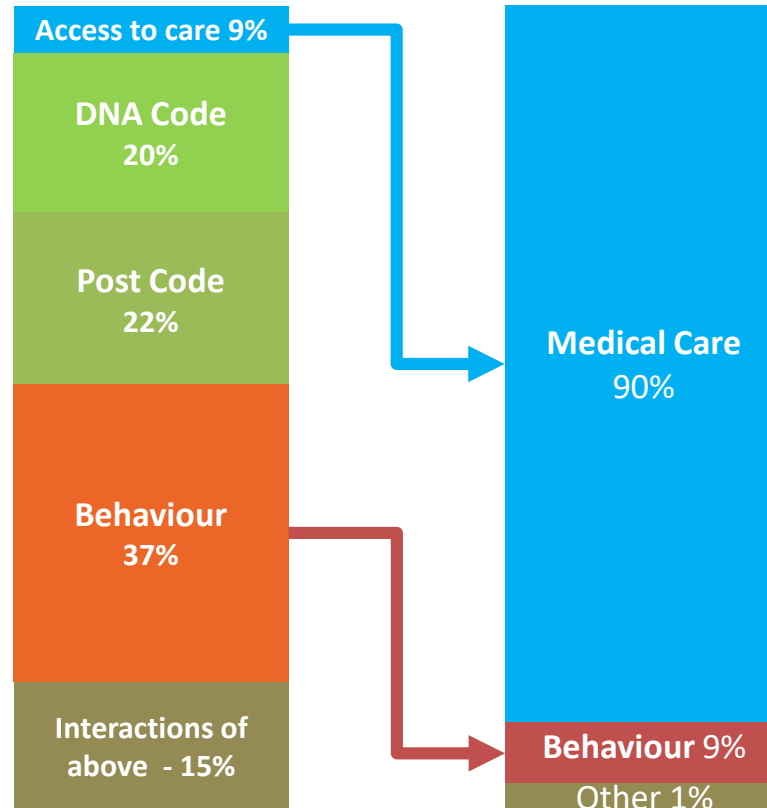 Access to care 9%
DNA Code
20%
Post Code
22%
Behaviour
37%
Interactions of
above - 15%
Medical Care
90%
Behaviour 9%
Other 1%